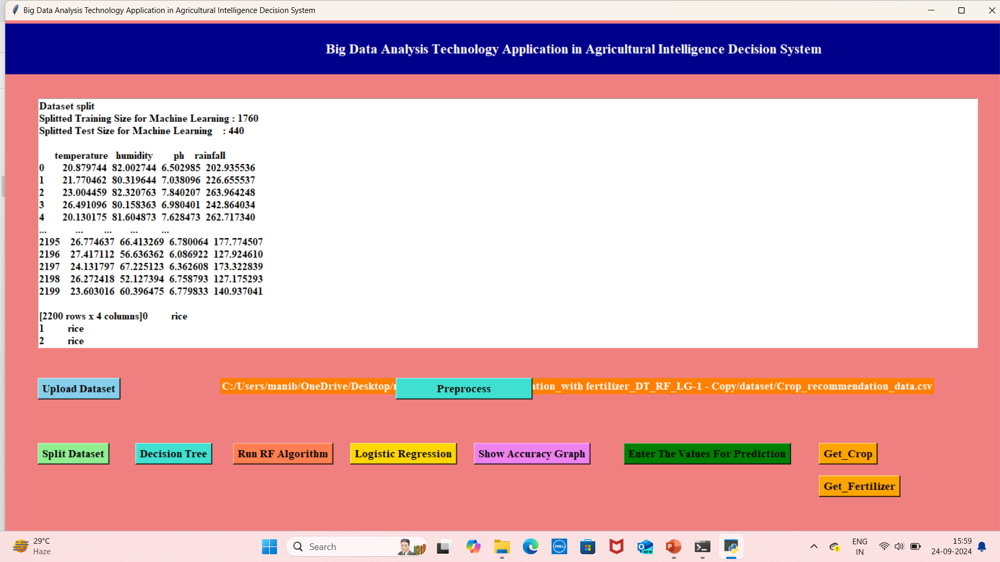 Big Data Analysis Technology Application in Agricultural Intelligence Decision System
Big Data Analysis Technology Application in Agricultural Intelligence Decision System
Dataset split
Splitted Training Size for Machine Learning : 1760
Splitted Test Size for Machine Learning : 440
temperature humidity ph rainfall
0 20.879744 82.002744 6.502985 202.935536
1 21.770462 80.319644 7.038096 226.655537
2 23.004459 82.320763 7.840207 263.964248
3 26.491096 80.158363 6.980401 242.864034
4 20.130175 81.604873 7.628473 262.717340
... ... ... ... ...
2195 26.774637 66.413269 6.780064 177.774507
2196 27.417112 56.636362 6.086922 127.924610
2197 24.131797 67.225123 6.362608 173.322839
2198 26.272418 52.127394 6.758793 127.175293
2199 23.603016 60.396475 6.779833 140.937041
[2200 rows x 4 columns]0 rice
1 rice
2 rice
Upload Dataset C:/Users/manib/OneDrive/Desktop/ Preprocess ation_with fertilizer_DT_RF_LG-1 - Copy/dataset/Crop_recommendation_data.csv
Split Dataset Decision Tree Run RF Algorithm Logistic Regression Show Accuracy Graph Enter The Values For Prediction Get_Crop
Get_Fertilizer
29°C
Haze
Search
DELL
NEW
P
ENG
IN
15:59
24-09-2024